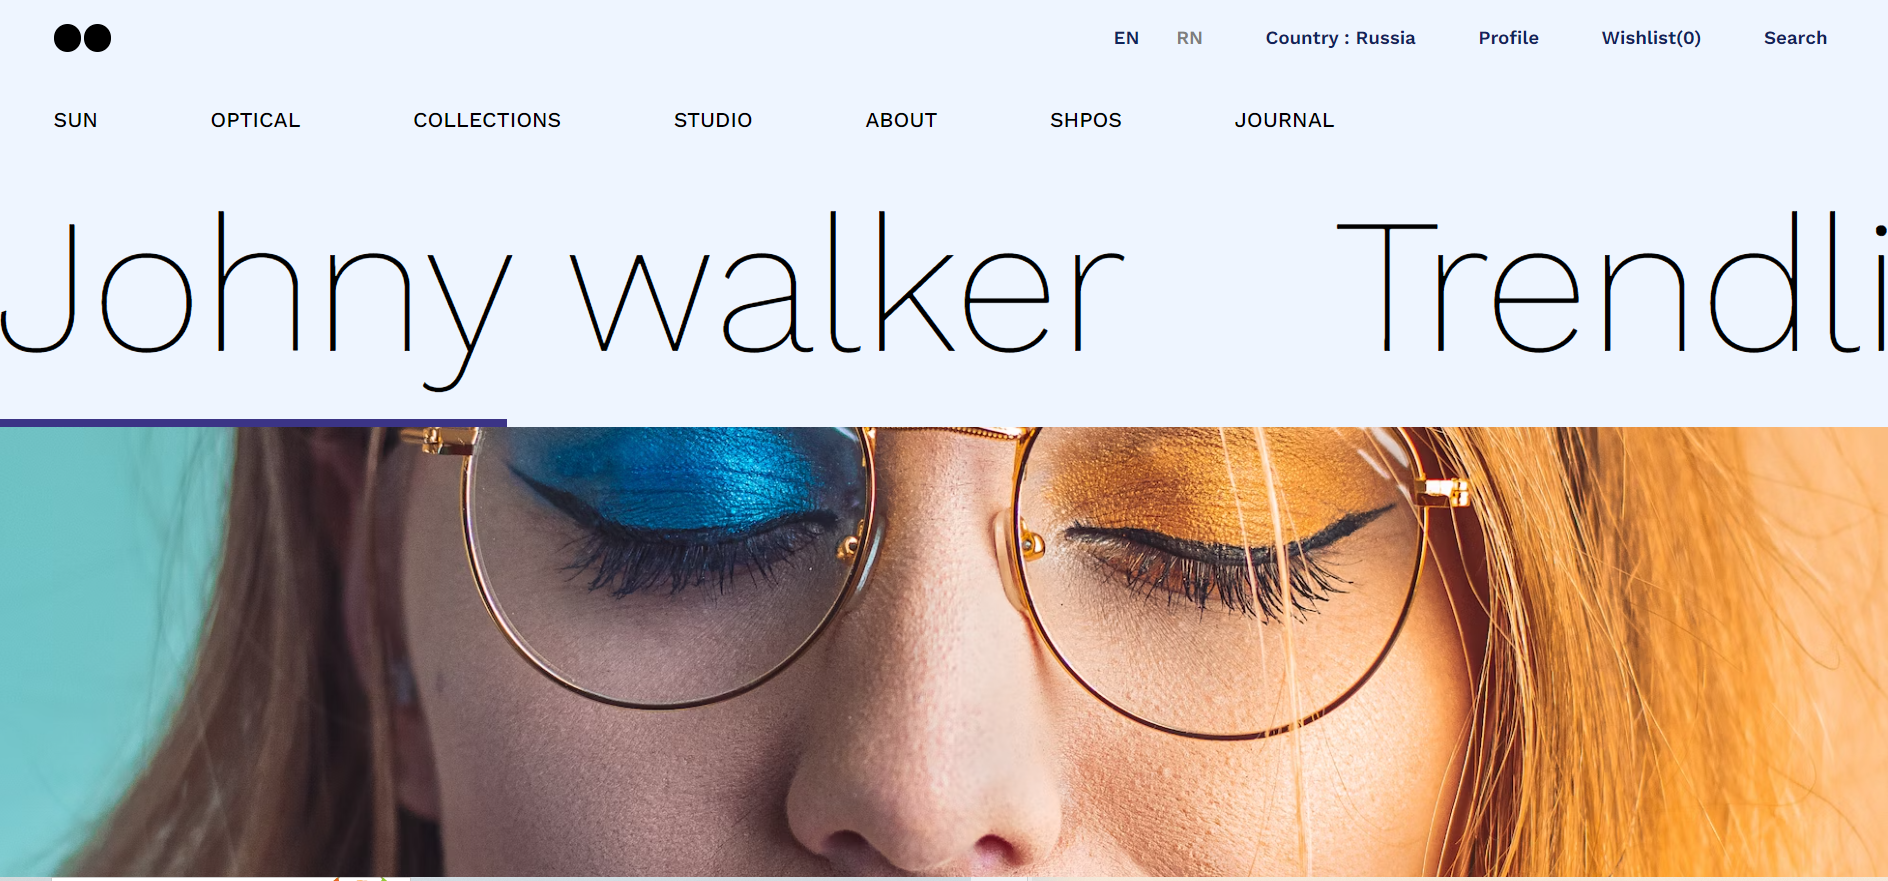 EN RN Country : Russia Profile Wishlist(0) Search
SUN OPTICAL COLLECTIONS STUDIO ABOUT SHPOS JOURNAL
Johny walker Trendli